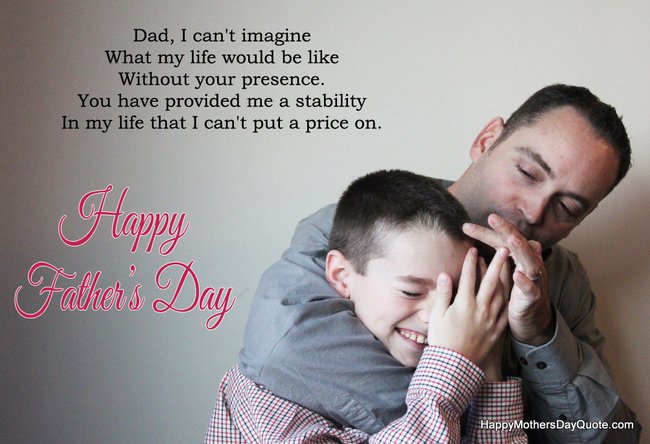 Dad, I can't imagine
What my life would be like
Without your presence.
You have provided me a stability
In my life that I can't put a price on.
Happy
Father's Day
HappyMothersDayQuote.com